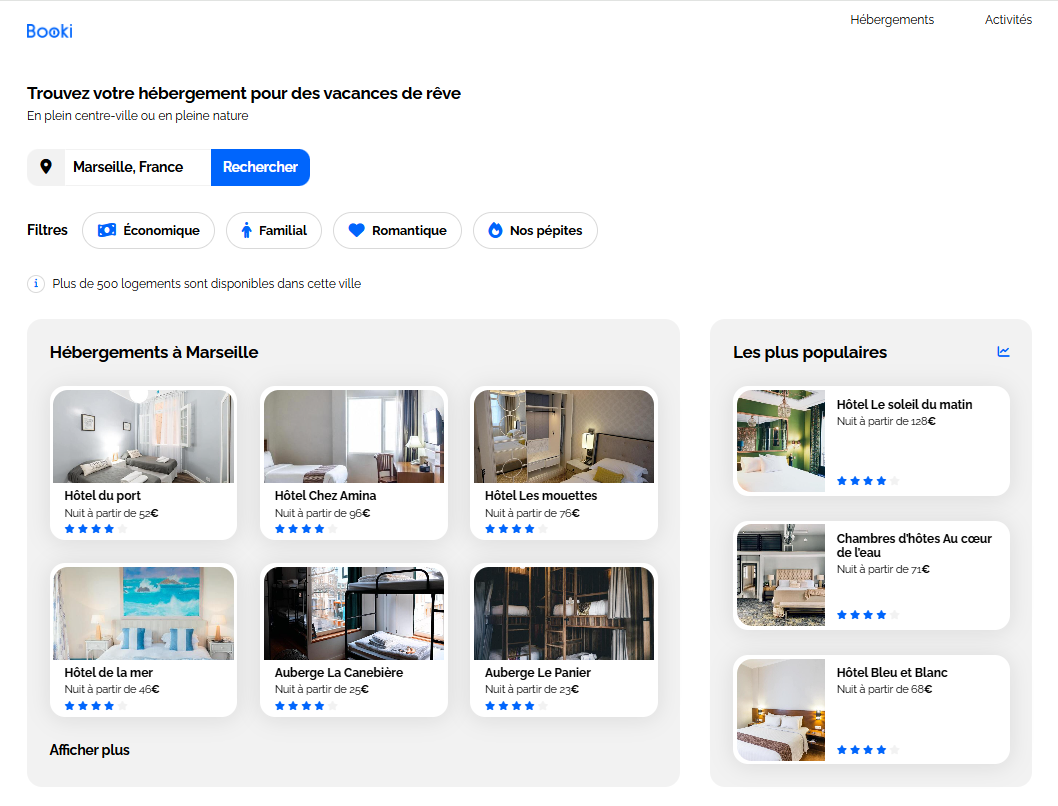 Booki
Hébergements
Activités
Trouvez votre hébergement pour des vacances de rêve
En plein centre-ville ou en pleine nature
Marseille, France
Rechercher
Filtres
Économique
Familial
Romantique
Nos pépites
Plus de 500 logements sont disponibles dans cette ville
Hébergements à Marseille
Hôtel du port
Nuit à partir de 52€
Hôtel Chez Amina
Nuit à partir de 96€
Hôtel Les mouettes
Nuit à partir de 76€
Hôtel de la mer
Nuit à partir de 46€
Auberge La Canebière
Nuit à partir de 25€
Auberge Le Panier
Nuit à partir de 23€
Afficher plus
Les plus populaires
Hôtel Le soleil du matin
Nuit à partir de 128€
Chambres d'hôtes Au cœur
de l'eau
Nuit à partir de 71€
Hôtel Bleu et Blanc
Nuit à partir de 68€